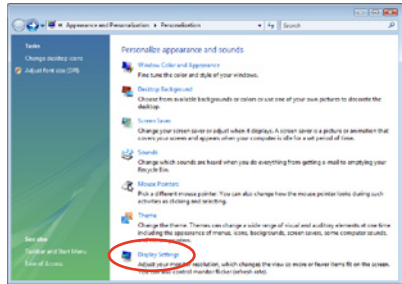 Appearance and Personalization ▸ Personalization
Search
Tasks
Change desktop icons
Adjust font size (DPI)
See also
Taskbar and Start Menu
Ease of Access
Personalize appearance and sounds
Window Color and Appearance
Fine tune the color and style of your windows.
Desktop Background
Choose from available backgrounds or colors or use one of your own pictures to decorate the
desktop.
Screen Saver
Change your screen saver or adjust when it displays. A screen saver is a picture or animation that
covers your screen and appears when your computer is idle for a set period of time.
Sounds
Change which sounds are heard when you do everything from getting e-mail to emptying your
Recycle Bin.
Mouse Pointers
Pick a different mouse pointer. You can also change how the mouse pointer looks during such
activities as clicking and selecting.
Theme
Change the theme. Themes can change a wide range of visual and auditory elements at one time
including the appearance of menus, icons, backgrounds, screen savers, some computer sounds,
and mouse pointers.
Display Settings
Adjust your monitor resolution, which changes the view so more or fewer items fit on the screen.
You can also control monitor flicker (refresh rate).